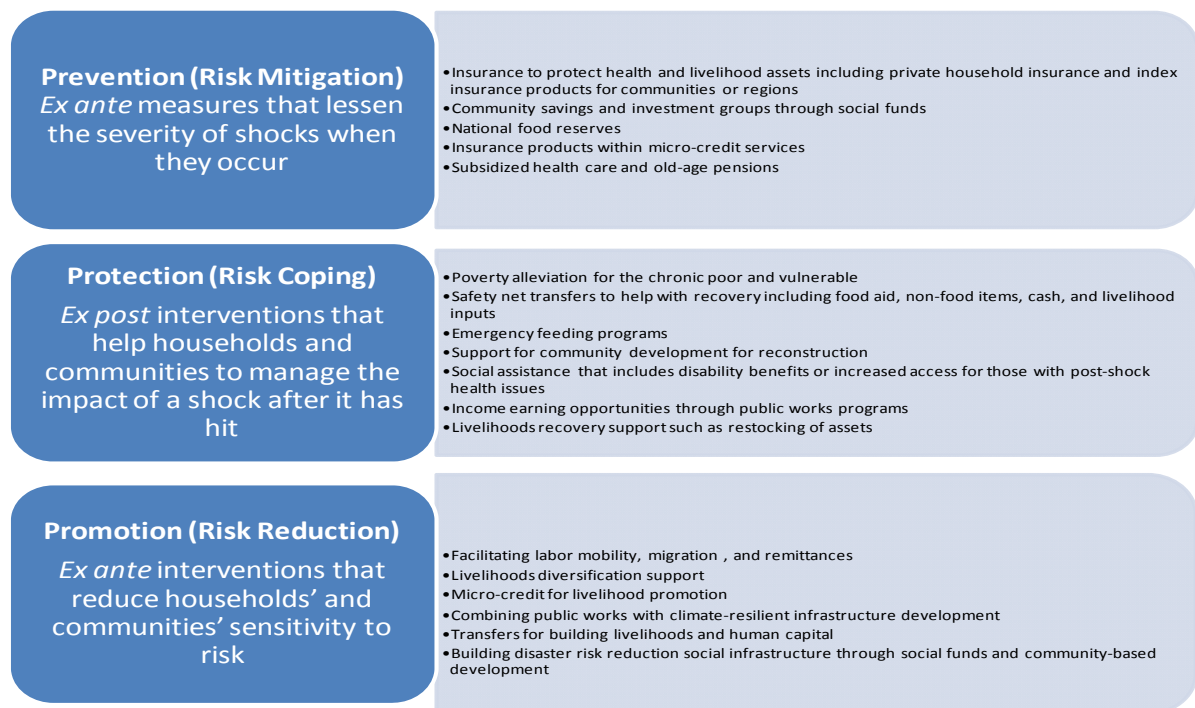 Prevention (Risk Mitigation)
Ex ante measures that lessen
the severity of shocks when
they occur
•Insurance to protect health and livelihood assets including private household insurance and index
insurance products for communities or regions
•Community savings and investment groups through social funds
•National food reserves
•Insurance products within micro-credit services
•Subsidized health care and old-age pensions
Protection (Risk Coping)
Ex post interventions that
help households and
communities to manage the
impact of a shock after it has
hit
•Poverty alleviation for the chronic poor and vulnerable
•Safety net transfers to help with recovery including food aid, non-food items, cash, and livelihood
inputs
•Emergency feeding programs
•Support for community development for reconstruction
•Social assistance that includes disability benefits or increased access for those with post-shock
health issues
•Income earning opportunities through public works programs
•Livelihoods recovery support such as restocking of assets
Promotion (Risk Reduction)
Ex ante interventions that
reduce households’ and
communities’ sensitivity to
risk
•Facilitating labor mobility, migration , and remittances
•Livelihoods diversification support
•Micro-credit for livelihood promotion
•Combining public works with climate-resilient infrastructure development
•Transfers for building livelihoods and human capital
•Building disaster risk reduction social infrastructure through social funds and community-based
development